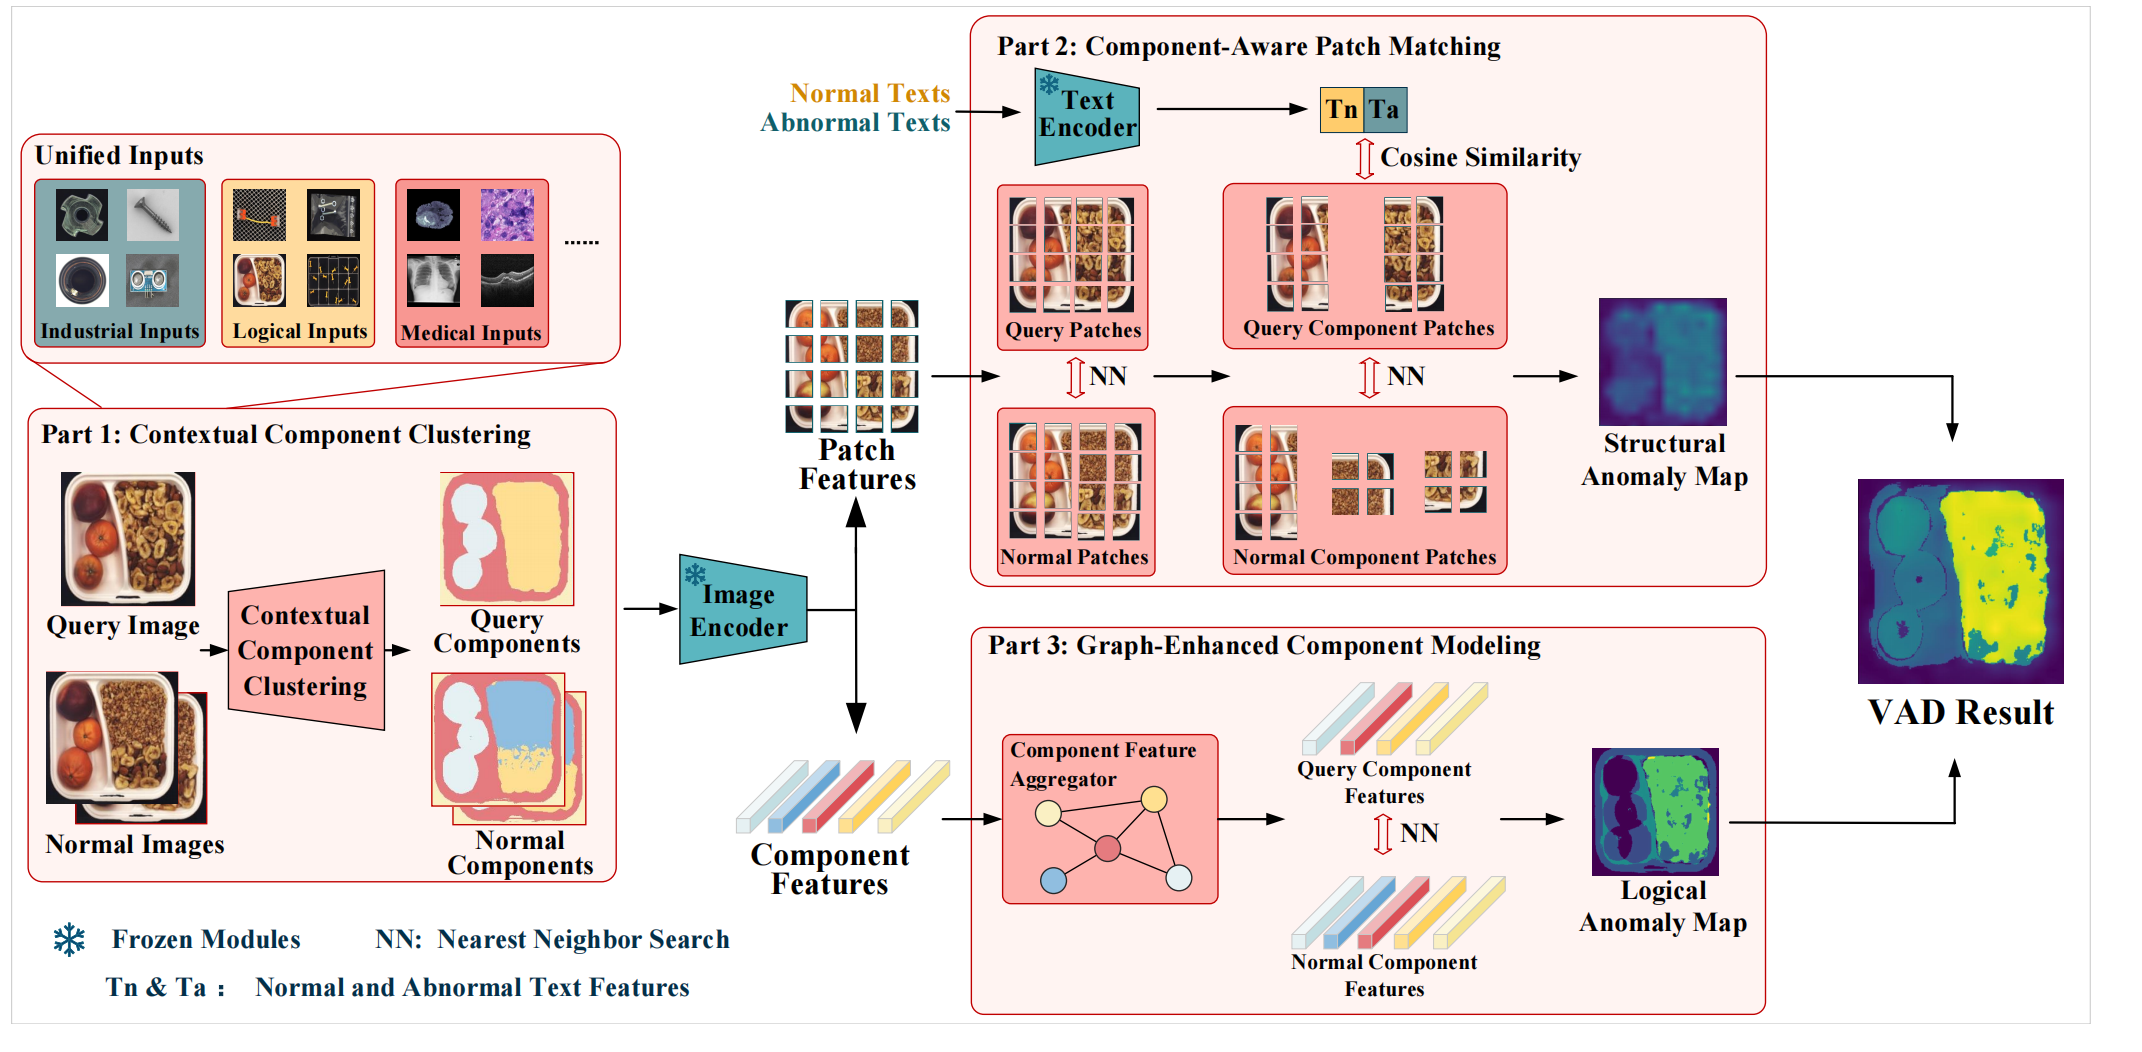 Unified Inputs
Industrial Inputs
Logical Inputs
Medical Inputs
......
Part 1: Contextual Component Clustering
Query Image
Normal Images
Contextual
Component
Clustering
Query
Components
Normal
Components
Image
Encoder
Patch
Features
Component
Features
Normal Texts
Abnormal Texts
Part 2: Component-Aware Patch Matching
Text
Encoder
Tn Ta
Cosine Similarity
Query Patches
Query Component Patches
NN
NN
Normal Patches
Normal Component Patches
Structural
Anomaly Map
Part 3: Graph-Enhanced Component Modeling
Component Feature
Aggregator
Query Component
Features
NN
Normal Component
Features
Logical
Anomaly Map
VAD Result
Frozen Modules
NN: Nearest Neighbor Search
Tn & Ta : Normal and Abnormal Text Features